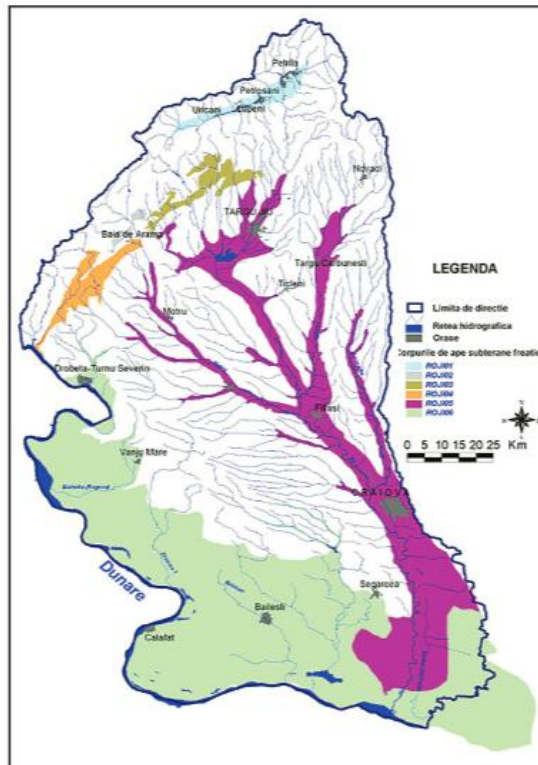 Petrila
Petrosani
Uricani
Lupeni
Novaci
TARGU JIU
Baia de Arama
Targu Carbunesti
Ticleni
Motru
Drobeta-Turnu Severin
Filiasi
Vanju Mare
CRAIOVA
Segarcea
Dunare
Bailesti
Calafat
LEGENDA
Limita de directie
Retea hidrografica
Orase
Corpurile de ape subterane freatice
ROJI01
ROJI02
ROJI03
ROJI04
ROJI05
ROJI06
0 5 10 15 20 25 Km